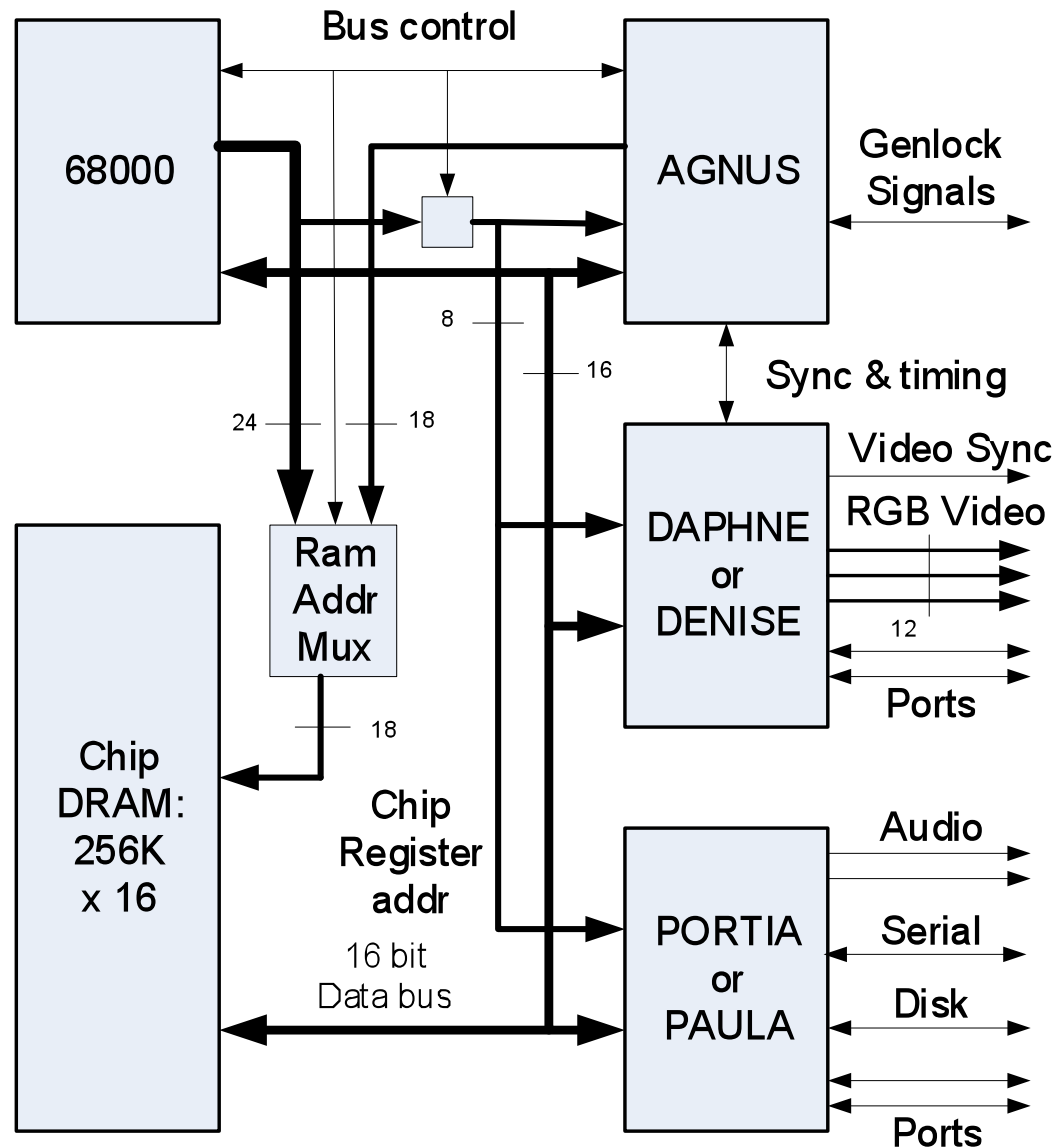 Bus control
68000
AGNUS
Genlock
Signals
8
16
Sync & timing
24
18
Video Sync
RGB Video
DAPHNE
or
DENISE
12
Ports
Ram
Addr
Mux
18
Chip
DRAM:
256K
x 16
Chip
Register
addr
16 bit
Data bus
Audio
PORTIA
or
PAULA
Serial
Disk
Ports